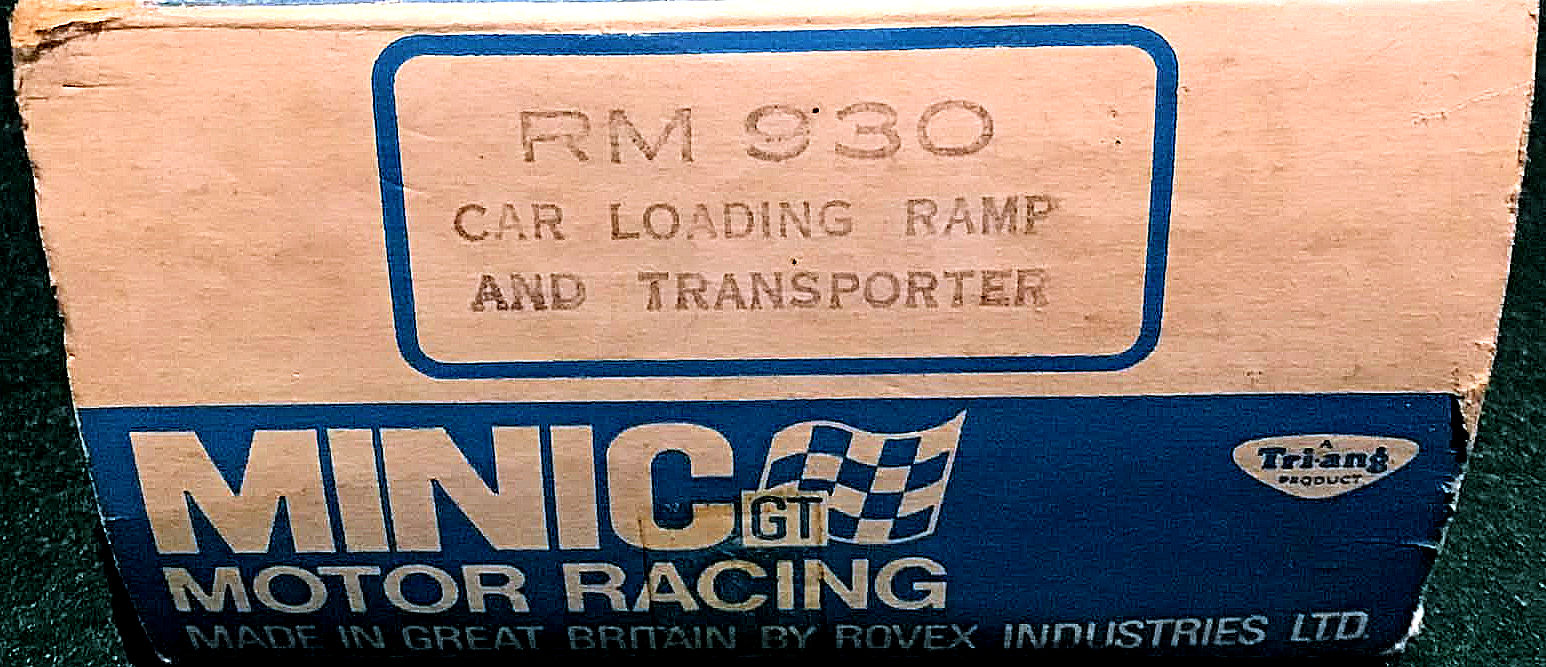 RM 930
CAR LOADING RAMP
AND TRANSPORTER
MINIC
GT
A
Tri-ang
PRODUCT
MOTOR RACING
MADE IN GREAT BRITAIN BY ROVEX INDUSTRIES LTD.